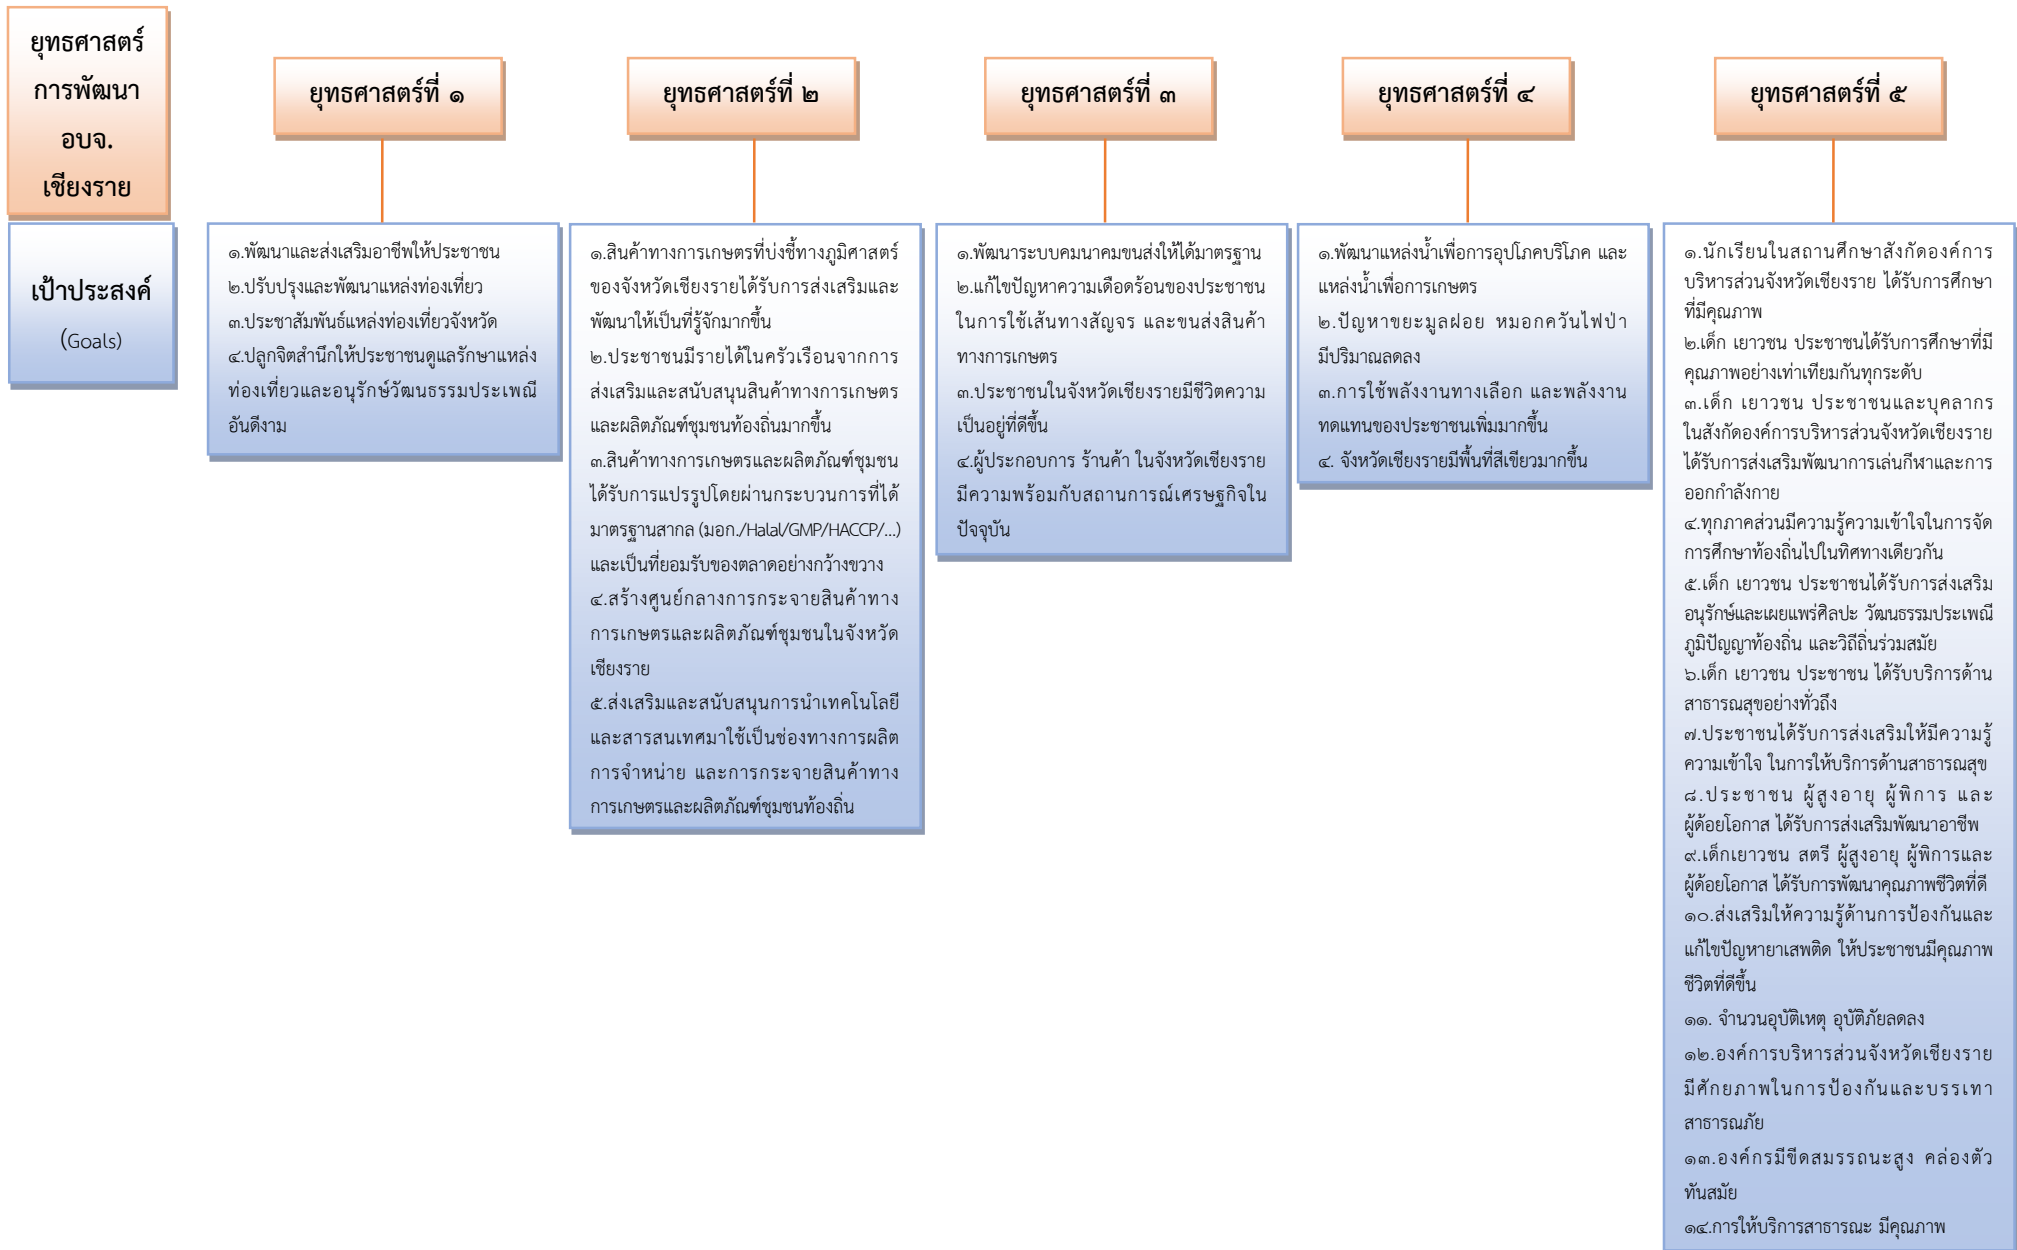 ยุทธศาสตร์
การพัฒนา
อบจ.
เชียงราย
ยุทธศาสตร์ที่ ๑
ยุทธศาสตร์ที่ ๒
ยุทธศาสตร์ที่ ๓
ยุทธศาสตร์ที่ ๔
ยุทธศาสตร์ที่ ๕
เป้าประสงค์
(Goals)
๑.พัฒนาและส่งเสริมอาชีพให้ประชาชน
๒.ปรับปรุงและพัฒนาแหล่งท่องเที่ยว
๓.ประชาสัมพันธ์แหล่งท่องเที่ยวจังหวัด
๔.ปลูกจิตสำนึกให้ประชาชนดูแลรักษาแหล่ง
ท่องเที่ยวและอนุรักษ์วัฒนธรรมประเพณี
อันดีงาม
๑.สินค้าทางการเกษตรที่บ่งชี้ทางภูมิศาสตร์
ของจังหวัดเชียงรายได้รับการส่งเสริมและ
พัฒนาให้เป็นที่รู้จักมากขึ้น
๒.ประชาชนมีรายได้ในครัวเรือนจากการ
ส่งเสริมและสนับสนุนสินค้าทางการเกษตร
และผลิตภัณฑ์ชุมชนท้องถิ่นมากขึ้น
๓.สินค้าทางการเกษตรและผลิตภัณฑ์ชุมชน
ได้รับการแปรรูปโดยผ่านกระบวนการที่ได้
มาตรฐานสากล (มอก./Halal/GMP/HACCP/...)
และเป็นที่ยอมรับของตลาดอย่างกว้างขวาง
๔.สร้างศูนย์กลางการกระจายสินค้าทาง
การเกษตรและผลิตภัณฑ์ชุมชนในจังหวัด
เชียงราย
๕.ส่งเสริมและสนับสนุนการนำเทคโนโลยี
และสารสนเทศมาใช้เป็นช่องทางการผลิต
การจำหน่าย และการกระจายสินค้าทาง
การเกษตรและผลิตภัณฑ์ชุมชนท้องถิ่น
๑.พัฒนาระบบคมนาคมขนส่งให้ได้มาตรฐาน
๒.แก้ไขปัญหาความเดือดร้อนของประชาชน
ในการใช้เส้นทางสัญจร และขนส่งสินค้า
ทางการเกษตร
๓.ประชาชนในจังหวัดเชียงรายมีชีวิตความ
เป็นอยู่ที่ดีขึ้น
๔.ผู้ประกอบการ ร้านค้า ในจังหวัดเชียงราย
มีความพร้อมกับสถานการณ์เศรษฐกิจใน
ปัจจุบัน
๑.พัฒนาแหล่งน้ำเพื่อการอุปโภคบริโภค และ
แหล่งน้ำเพื่อการเกษตร
๒.ปัญหาขยะมูลฝอย หมอกควันไฟป่า
มีปริมาณลดลง
๓.การใช้พลังงานทางเลือก และพลังงาน
ทดแทนของประชาชนเพิ่มมากขึ้น
๔. จังหวัดเชียงรายมีพื้นที่สีเขียวมากขึ้น
๑.นักเรียนในสถานศึกษาสังกัดองค์การ
บริหารส่วนจังหวัดเชียงราย ได้รับการศึกษา
ที่มีคุณภาพ
๒.เด็ก เยาวชน ประชาชนได้รับการศึกษาที่มี
คุณภาพอย่างเท่าเทียมกันทุกระดับ
๓.เด็ก เยาวชน ประชาชนและบุคลากร
ในสังกัดองค์การบริหารส่วนจังหวัดเชียงราย
ได้รับการส่งเสริมพัฒนาการเล่นกีฬาและการ
ออกกำลังกาย
๔.ทุกภาคส่วนมีความรู้ความเข้าใจในการจัด
การศึกษาท้องถิ่นไปในทิศทางเดียวกัน
๕.เด็ก เยาวชน ประชาชนได้รับการส่งเสริม
อนุรักษ์และเผยแพร่ศิลปะ วัฒนธรรมประเพณี
ภูมิปัญญาท้องถิ่น และวิถีถิ่นร่วมสมัย
๖.เด็ก เยาวชน ประชาชน ได้รับบริการด้าน
สาธารณสุขอย่างทั่วถึง
๗.ประชาชนได้รับการส่งเสริมให้มีความรู้
ความเข้าใจ ในการให้บริการด้านสาธารณสุข
๘.ประชาชน ผู้สูงอายุ ผู้พิการ และ
ผู้ด้อยโอกาส ได้รับการส่งเสริมพัฒนาอาชีพ
๙.เด็กเยาวชน สตรี ผู้สูงอายุ ผู้พิการและ
ผู้ด้อยโอกาส ได้รับการพัฒนาคุณภาพชีวิตที่ดี
๑๐.ส่งเสริมให้ความรู้ด้านการป้องกันและ
แก้ไขปัญหายาเสพติด ให้ประชาชนมีคุณภาพ
ชีวิตที่ดีขึ้น
๑๑. จำนวนอุบัติเหตุ อุบัติภัยลดลง
๑๒.องค์การบริหารส่วนจังหวัดเชียงราย
มีศักยภาพในการป้องกันและบรรเทา
สาธารณภัย
๑๓.องค์กรมีขีดสมรรถนะสูง คล่องตัว
ทันสมัย
๑๔.การให้บริการสาธารณะ มีคุณภาพ